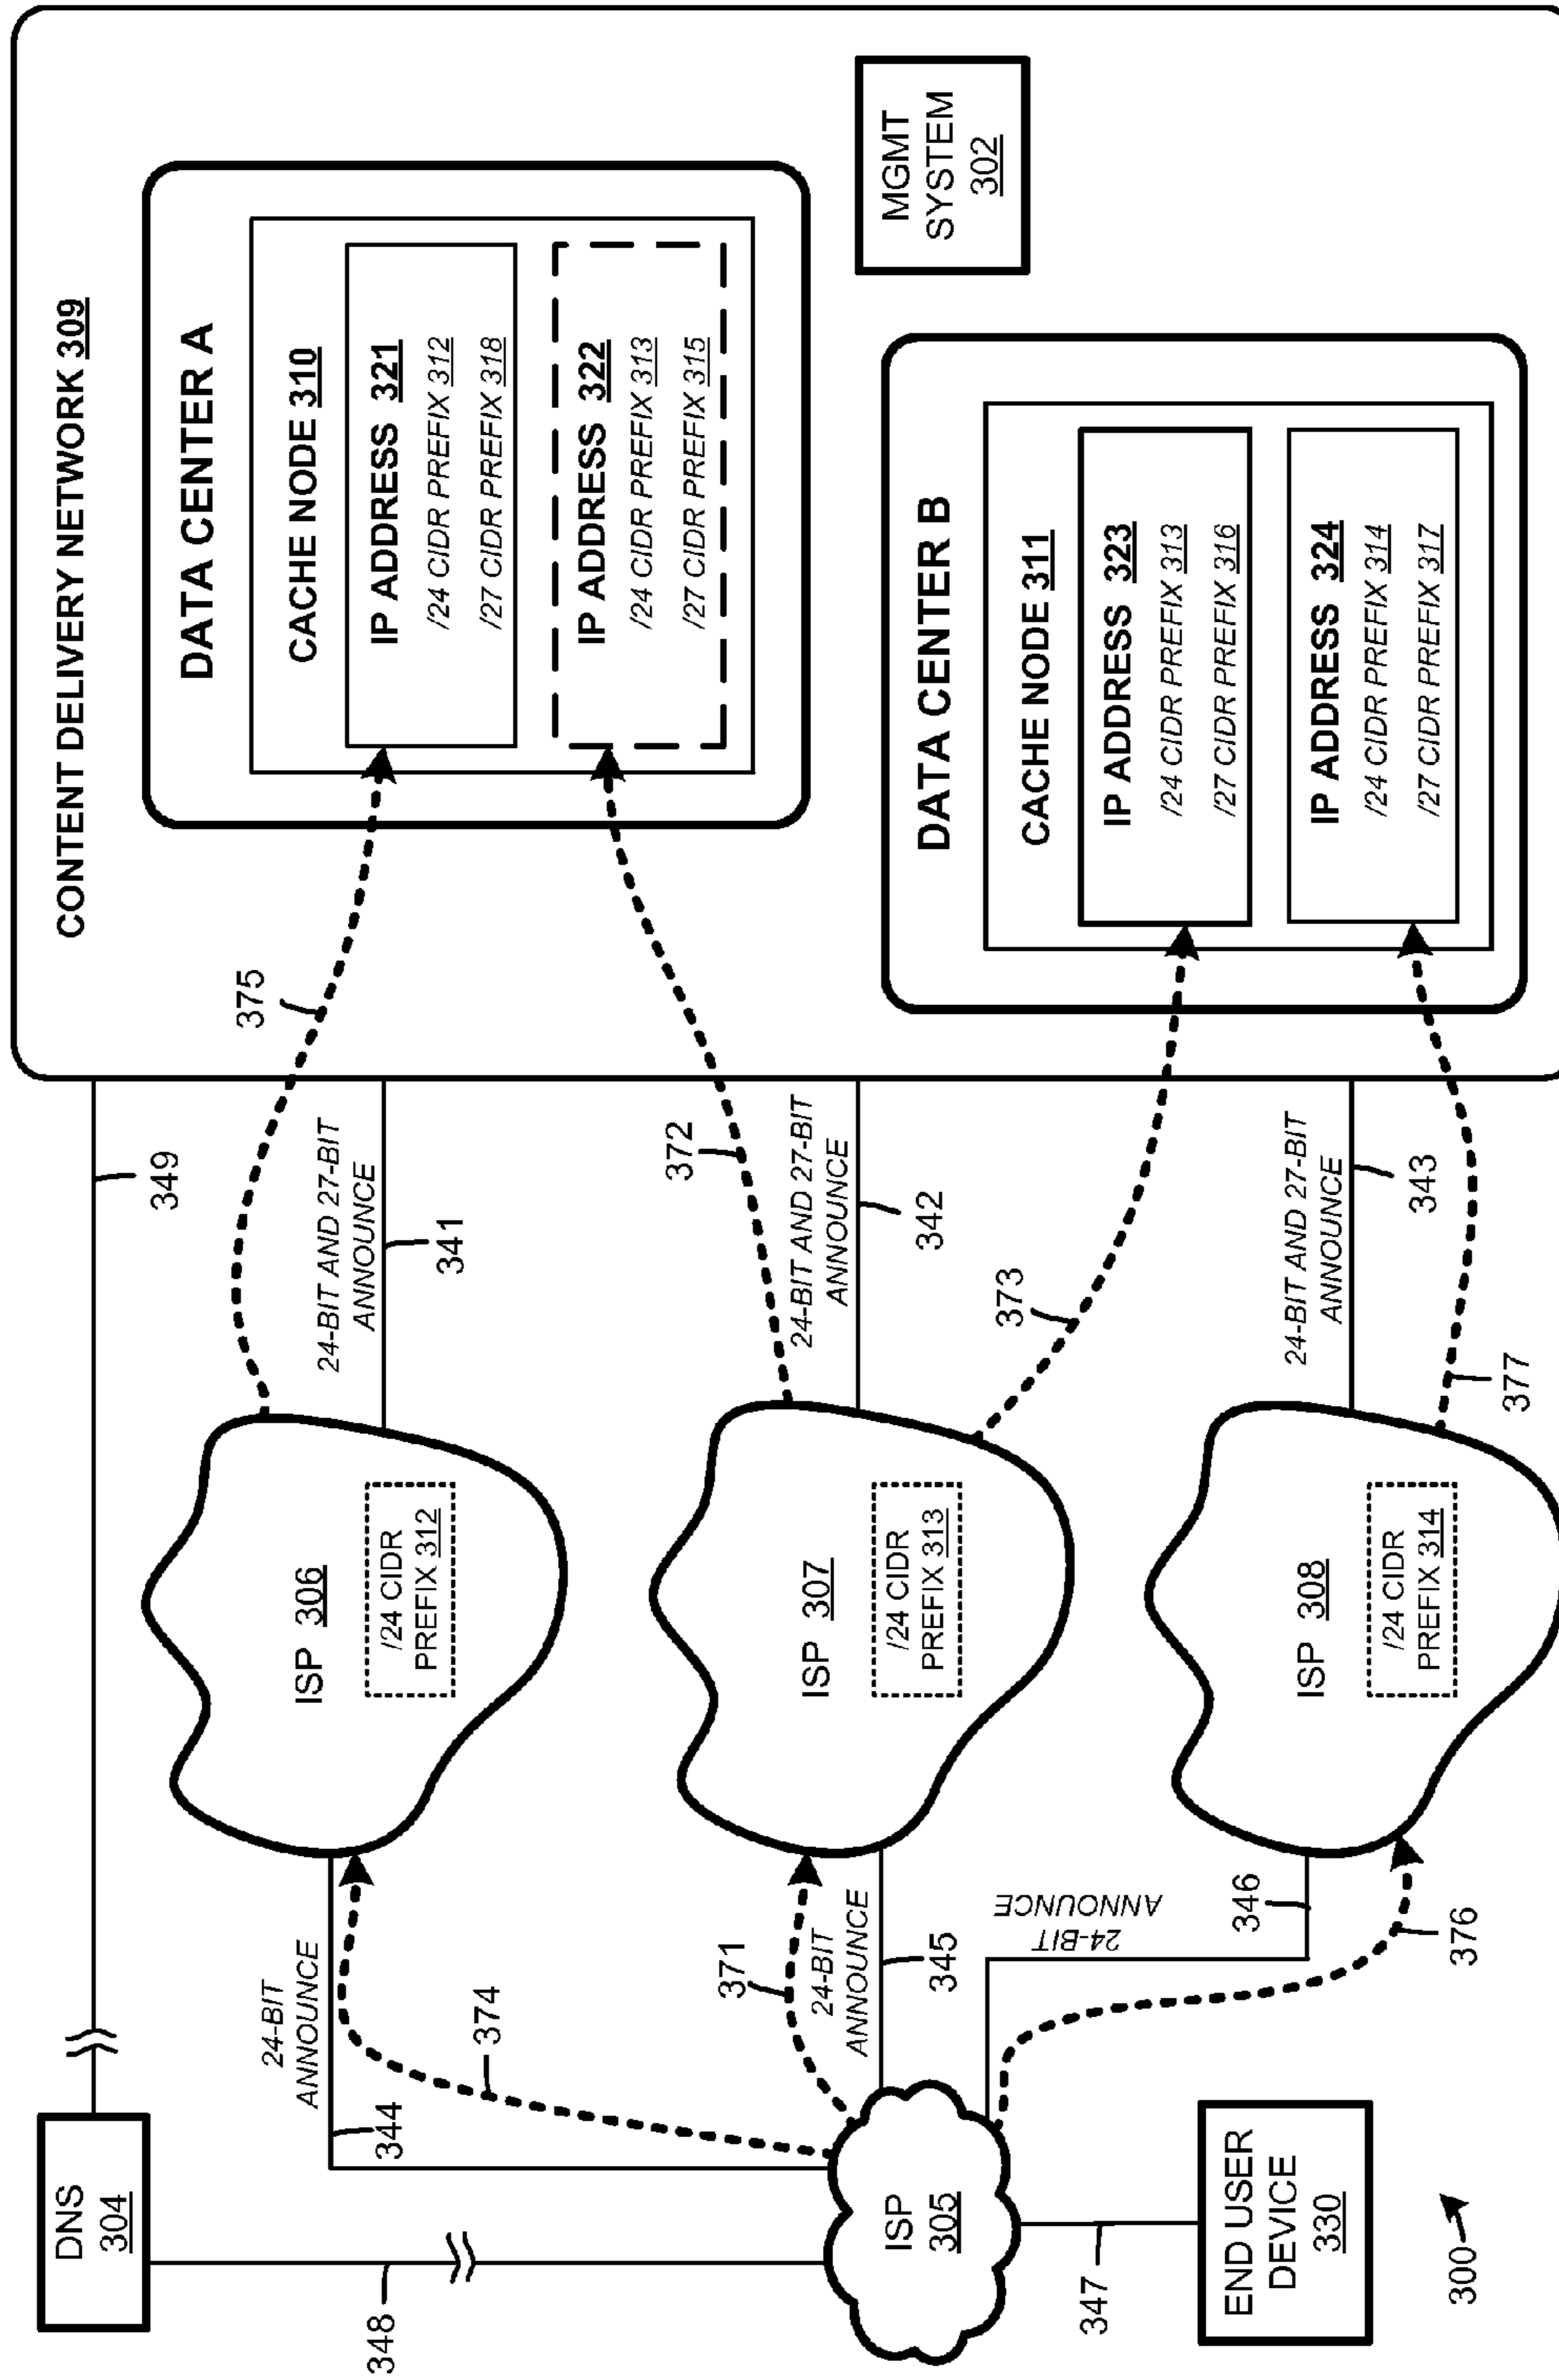 DNS
304
348
349
CONTENT DELIVERY NETWORK 309
DATA CENTER A
CACHE NODE 310
IP ADDRESS 321
/24 CIDR PREFIX 312
/27 CIDR PREFIX 318
IP ADDRESS 322
/24 CIDR PREFIX 313
/27 CIDR PREFIX 315
MGMT
SYSTEM
302
DATA CENTER B
CACHE NODE 311
IP ADDRESS 323
/24 CIDR PREFIX 313
/27 CIDR PREFIX 316
IP ADDRESS 324
/24 CIDR PREFIX 314
/27 CIDR PREFIX 317
375
24-BIT AND 27-BIT
ANNOUNCE
341
372
24-BIT AND 27-BIT
ANNOUNCE
342
373
24-BIT AND 27-BIT
ANNOUNCE
343
377
ISP 306
/24 CIDR
PREFIX 312
ISP 307
/24 CIDR
PREFIX 313
ISP 308
/24 CIDR
PREFIX 314
24-BIT
ANNOUNCE
344
374
371
24-BIT
ANNOUNCE
345
24-BIT
ANNOUNCE
346
376
ISP
305
347
END USER
DEVICE
330
300